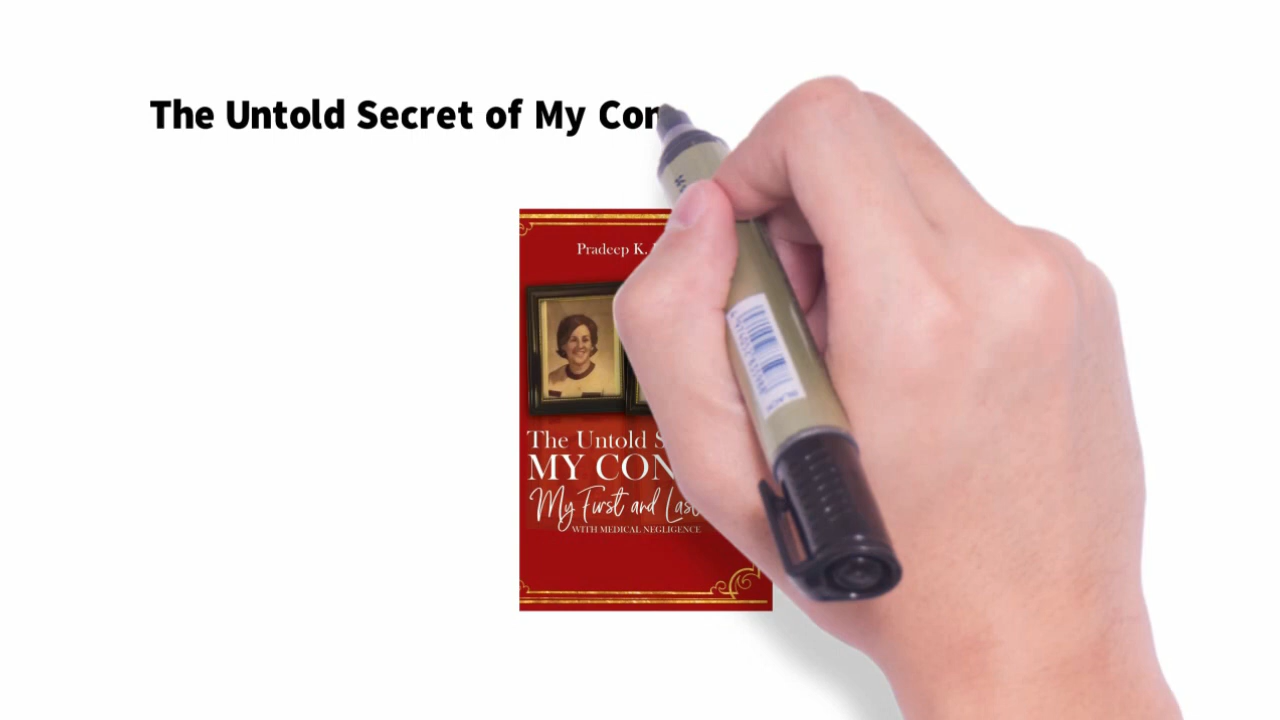 The Untold Secret of My Con
Pradeep K.
The Untold S
MY CON
My First and Last
WITH MEDICAL NEGLIGENCE